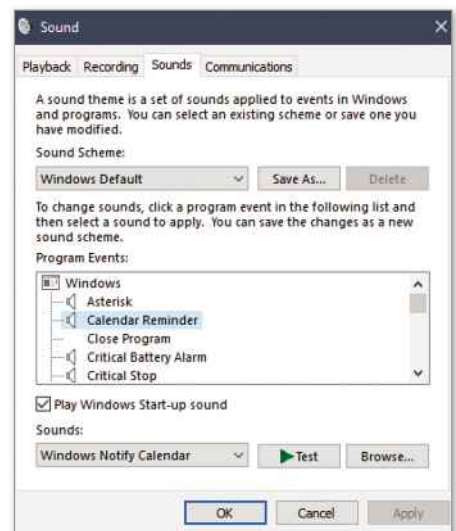 Sound
Playback Recording Sounds Communications
A sound theme is a set of sounds applied to events in Windows
and programs. You can select an existing scheme or save one you
have modified.
Sound Scheme:
Windows Default Save As... Delete
To change sounds, click a program event in the following list and
then select a sound to apply. You can save the changes as a new
sound scheme.
Program Events:
Windows
Asterisk
Calendar Reminder
Close Program
Critical Battery Alarm
Critical Stop
Play Windows Start-up sound
Sounds:
Windows Notify Calendar Test Browse...
OK Cancel Apply